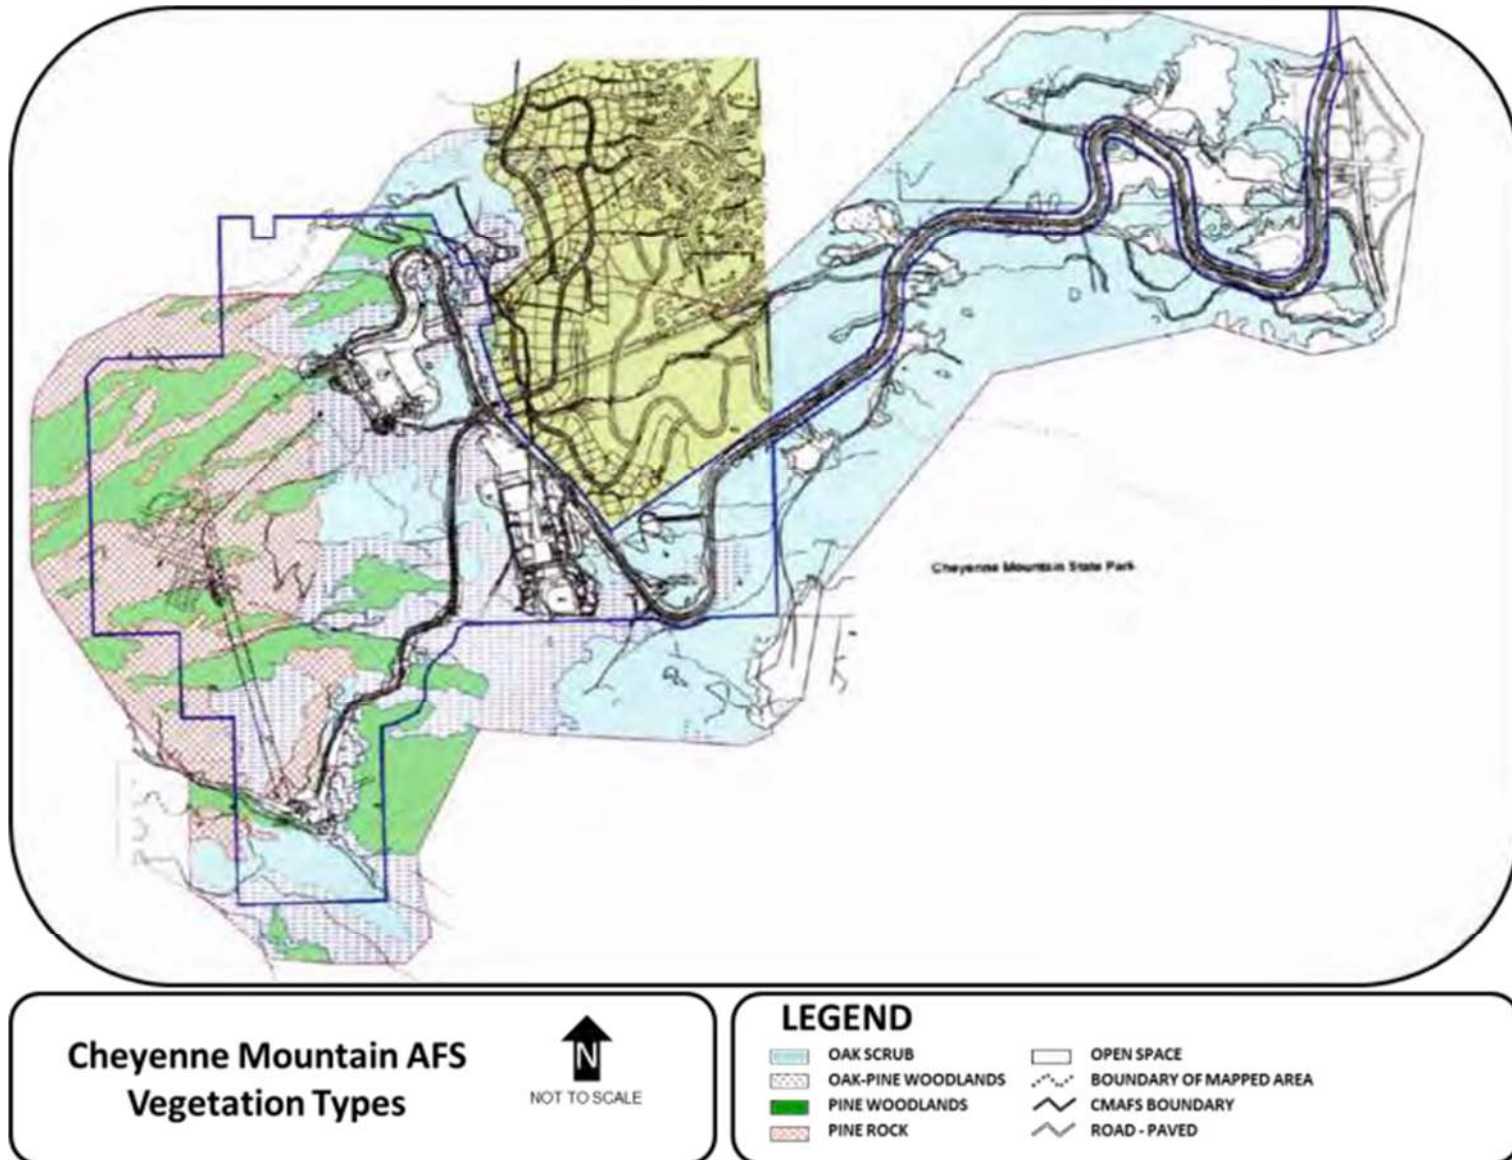 Cheyenne Mountain State Park
Cheyenne Mountain AFS
Vegetation Types
N
NOT TO SCALE
LEGEND
OAK SCRUB
OAK-PINE WOODLANDS
PINE WOODLANDS
PINE ROCK
OPEN SPACE
BOUNDARY OF MAPPED AREA
CMAFS BOUNDARY
ROAD - PAVED